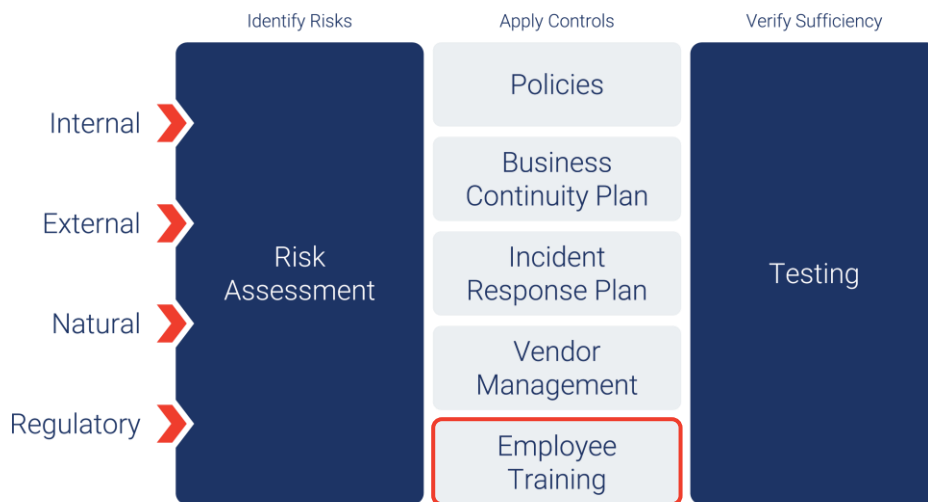 Identify Risks
Apply Controls
Verify Sufficiency
Internal
External
Natural
Regulatory
Risk
Assessment
Policies
Business
Continuity Plan
Incident
Response Plan
Vendor
Management
Employee
Training
Testing